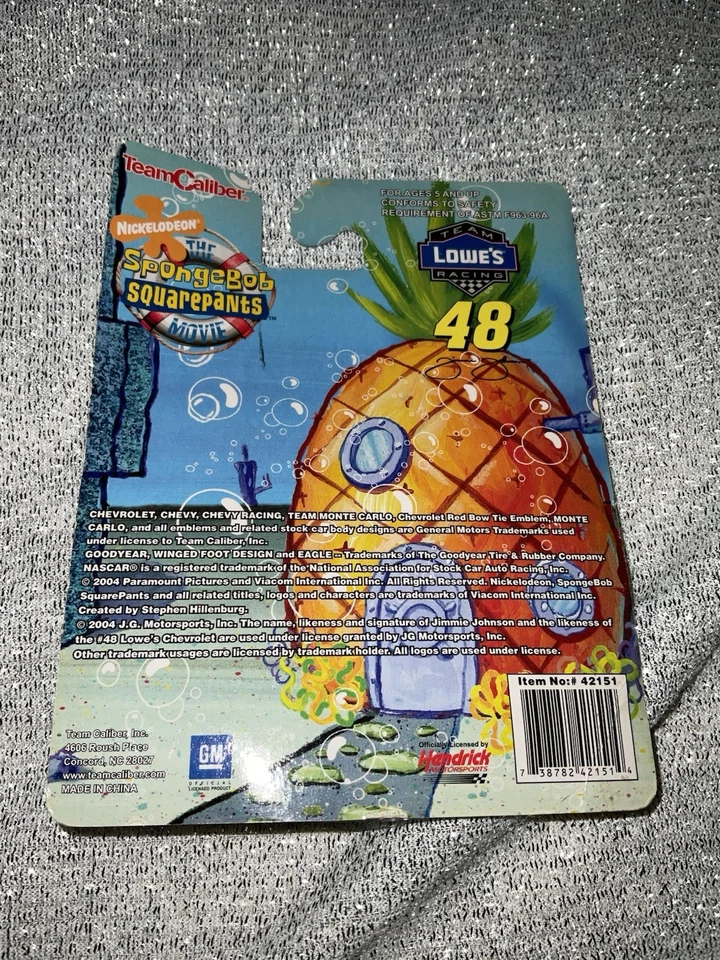 TeamCaliber®
FOR AGES 5 AND UP
CONFORMS TO SAFETY
REQUIREMENT OF ASTM F963-96A
NICKELODEON®
THE
SPONGEBOB
SQUAREPANTS
MOVIE™
TEAM
LOWE'S
RACING
48
CHEVROLET, CHEVY, CHEVY RACING, TEAM MONTE CARLO, Chevrolet Red Bow Tie Emblem, MONTE
CARLO, and all emblems and related stock car body designs are General Motors Trademarks used
under license to Team Caliber, Inc.
GOODYEAR, WINGED FOOT DESIGN and EAGLE – Trademarks of The Goodyear Tire & Rubber Company.
NASCAR® is a registered trademark of the National Association for Stock Car Auto Racing, Inc.
© 2004 Paramount Pictures and Viacom International Inc. All Rights Reserved. Nickelodeon, SpongeBob
SquarePants and all related titles, logos and characters are trademarks of Viacom International Inc.
Created by Stephen Hillenburg.
© 2004 J.G. Motorsports, Inc. The name, likeness and signature of Jimmie Johnson and the likeness of
the #48 Lowe's Chevrolet are used under license granted by JG Motorsports, Inc.
Other trademark usages are licensed by trademark holder. All logos are used under license.
Item No:# 42151
7 38782 42151 4
Team Caliber, Inc.
4608 Roush Place
Concord, NC 28027
www.teamcaliber.com
MADE IN CHINA
GM
OFFICIAL
LICENSED PRODUCT
Officially Licensed by
Hendrick
MOTORSPORTS